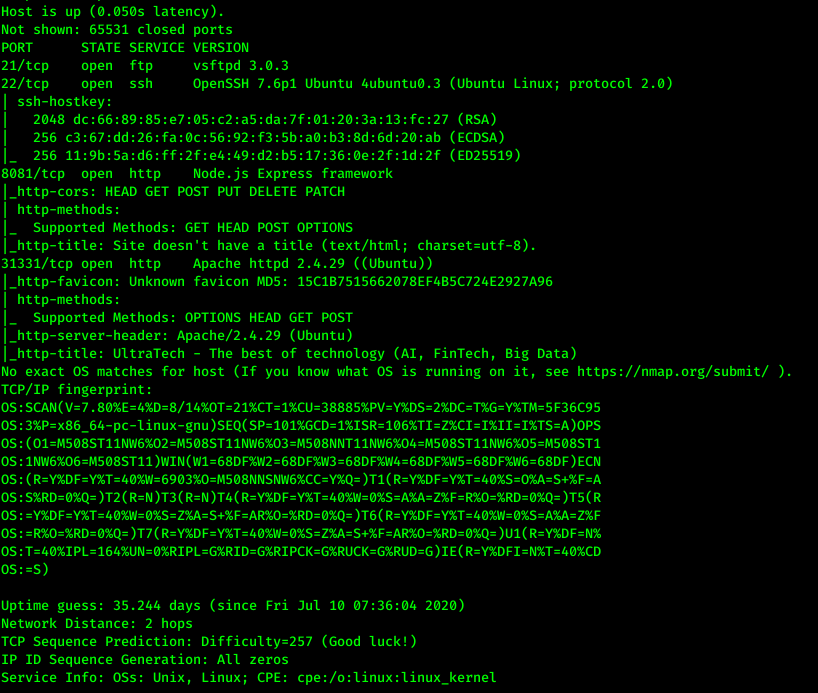 Host is up (0.050s latency).
Not shown: 65531 closed ports
PORT      STATE SERVICE VERSION
21/tcp    open  ftp     vsftpd 3.0.3
22/tcp    open  ssh     OpenSSH 7.6p1 Ubuntu 4ubuntu0.3 (Ubuntu Linux; protocol 2.0)
| ssh-hostkey:
|   2048 dc:66:89:85:e7:05:c2:a5:da:7f:01:20:3a:13:fc:27 (RSA)
|   256 c3:67:dd:26:fa:0c:56:92:f3:5b:a0:b3:8d:6d:20:ab (ECDSA)
|_  256 11:9b:5a:d6:ff:2f:e4:49:d2:b5:17:36:0e:2f:1d:2f (ED25519)
8081/tcp  open  http    Node.js Express framework
|_http-cors: HEAD GET POST PUT DELETE PATCH
| http-methods:
|_  Supported Methods: GET HEAD POST OPTIONS
|_http-title: Site doesn't have a title (text/html; charset=utf-8).
31331/tcp open  http    Apache httpd 2.4.29 ((Ubuntu))
|_http-favicon: Unknown favicon MD5: 15C1B7515662078EF4B5C724E2927A96
| http-methods:
|_  Supported Methods: OPTIONS HEAD GET POST
|_http-server-header: Apache/2.4.29 (Ubuntu)
|_http-title: UltraTech - The best of technology (AI, FinTech, Big Data)
No exact OS matches for host (If you know what OS is running on it, see https://nmap.org/submit/ ).
TCP/IP fingerprint:
OS:SCAN(V=7.80%E=4%D=8/14%OT=21%CT=1%CU=38885%PV=Y%DS=2%DC=T%G=Y%TM=5F36C95
OS:3%P=x86_64-pc-linux-gnu)SEQ(SP=101%GCD=1%ISR=106%TI=Z%CI=I%II=I%TS=A)OPS
OS:(O1=M508ST11NW6%O2=M508ST11NW6%O3=M508NNT11NW6%O4=M508ST11NW6%O5=M508ST1
OS:1NW6%O6=M508ST11)WIN(W1=68DF%W2=68DF%W3=68DF%W4=68DF%W5=68DF%W6=68DF)ECN
OS:(R=Y%DF=Y%T=40%W=6903%O=M508NNSNW6%CC=Y%Q=)T1(R=Y%DF=Y%T=40%S=O%A=S+%F=A
OS:S%RD=0%Q=)T2(R=N)T3(R=N)T4(R=Y%DF=Y%T=40%W=0%S=A%A=Z%F=R%O=%RD=0%Q=)T5(R
OS:=Y%DF=Y%T=40%W=0%S=Z%A=S+%F=AR%O=%RD=0%Q=)T6(R=Y%DF=Y%T=40%W=0%S=A%A=Z%F
OS:=R%O=%RD=0%Q=)T7(R=Y%DF=Y%T=40%W=0%S=Z%A=S+%F=AR%O=%RD=0%Q=)U1(R=Y%DF=N%
OS:T=40%IPL=164%UN=0%RIPL=G%RID=G%RIPCK=G%RUCK=G%RUD=G)IE(R=Y%DFI=N%T=40%CD
OS:=S)
Uptime guess: 35.244 days (since Fri Jul 10 07:36:04 2020)
Network Distance: 2 hops
TCP Sequence Prediction: Difficulty=257 (Good luck!)
IP ID Sequence Generation: All zeros
Service Info: OSs: Unix, Linux; CPE: cpe:/o:linux:linux_kernel